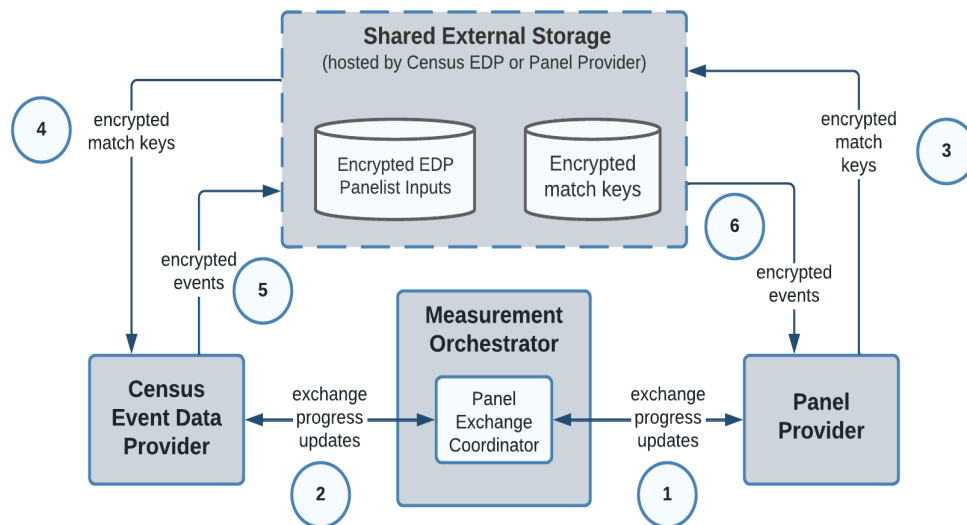 Shared External Storage
(hosted by Census EDP or Panel Provider)
4
encrypted
match keys
encrypted
match
keys
3
Encrypted EDP
Panelist Inputs
Encrypted
match keys
6
encrypted
events
5
encrypted
events
Measurement
Orchestrator
Census
Event Data
Provider
exchange
progress
updates
Panel
Exchange
Coordinator
exchange
progress
updates
Panel
Provider
2
1